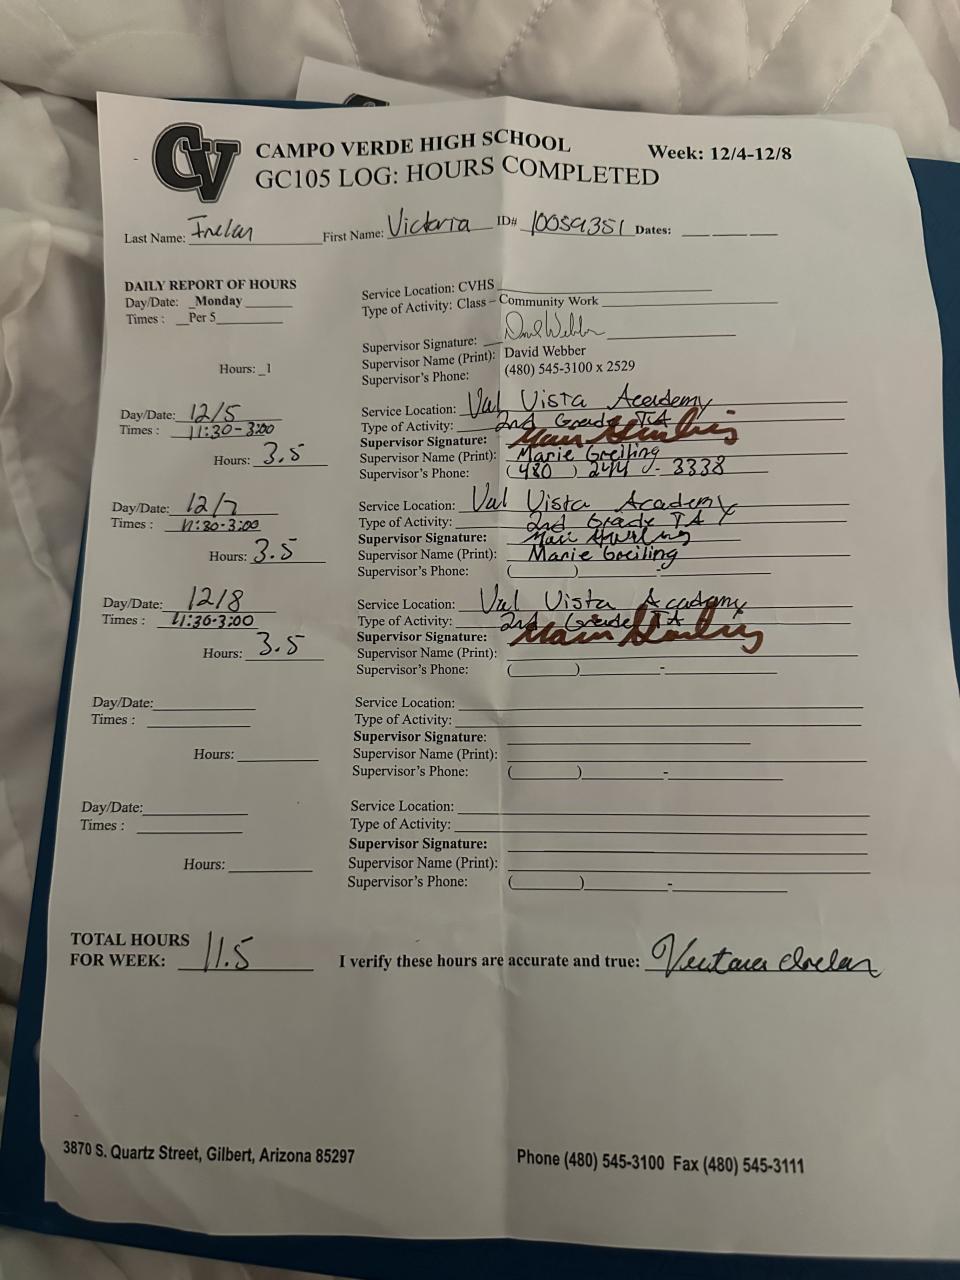 CV
CAMPO VERDE HIGH SCHOOL
Week: 12/4-12/8
GC105 LOG: HOURS COMPLETED
Last Name: Irelan First Name: Victoria ID# 10059351 Dates: ___ ___ ___
DAILY REPORT OF HOURS
Day/Date: _Monday
Times : __Per 5
Hours: _1
Service Location: CVHS
Type of Activity: Class – Community Work
Supervisor Signature: David Webber
Supervisor Name (Print): David Webber
Supervisor's Phone: (480) 545-3100 x 2529
Day/Date: 12/5
Times : 11:30-3:00
Hours: 3.5
Service Location: Val Vista Academy
Type of Activity: 2nd Grade TA
Supervisor Signature:
Supervisor Name (Print): Marie Greiling
Supervisor's Phone: (480) 244 - 3338
Day/Date: 12/7
Times : 11:30-3:00
Hours: 3.5
Service Location: Val Vista Academy
Type of Activity: 2nd Grade TA
Supervisor Signature:
Supervisor Name (Print): Marie Greiling
Supervisor's Phone: ( ) -
Day/Date: 12/8
Times : 11:30-3:00
Hours: 3.5
Service Location: Val Vista Academy
Type of Activity: 2nd Grade TA
Supervisor Signature:
Supervisor Name (Print):
Supervisor's Phone: ( ) -
Day/Date:
Times :
Hours:
Service Location:
Type of Activity:
Supervisor Signature:
Supervisor Name (Print):
Supervisor's Phone: ( ) -
Day/Date:
Times :
Hours:
Service Location:
Type of Activity:
Supervisor Signature:
Supervisor Name (Print):
Supervisor's Phone: ( ) -
TOTAL HOURS
FOR WEEK: 11.5 I verify these hours are accurate and true:
3870 S. Quartz Street, Gilbert, Arizona 85297
Phone (480) 545-3100 Fax (480) 545-3111